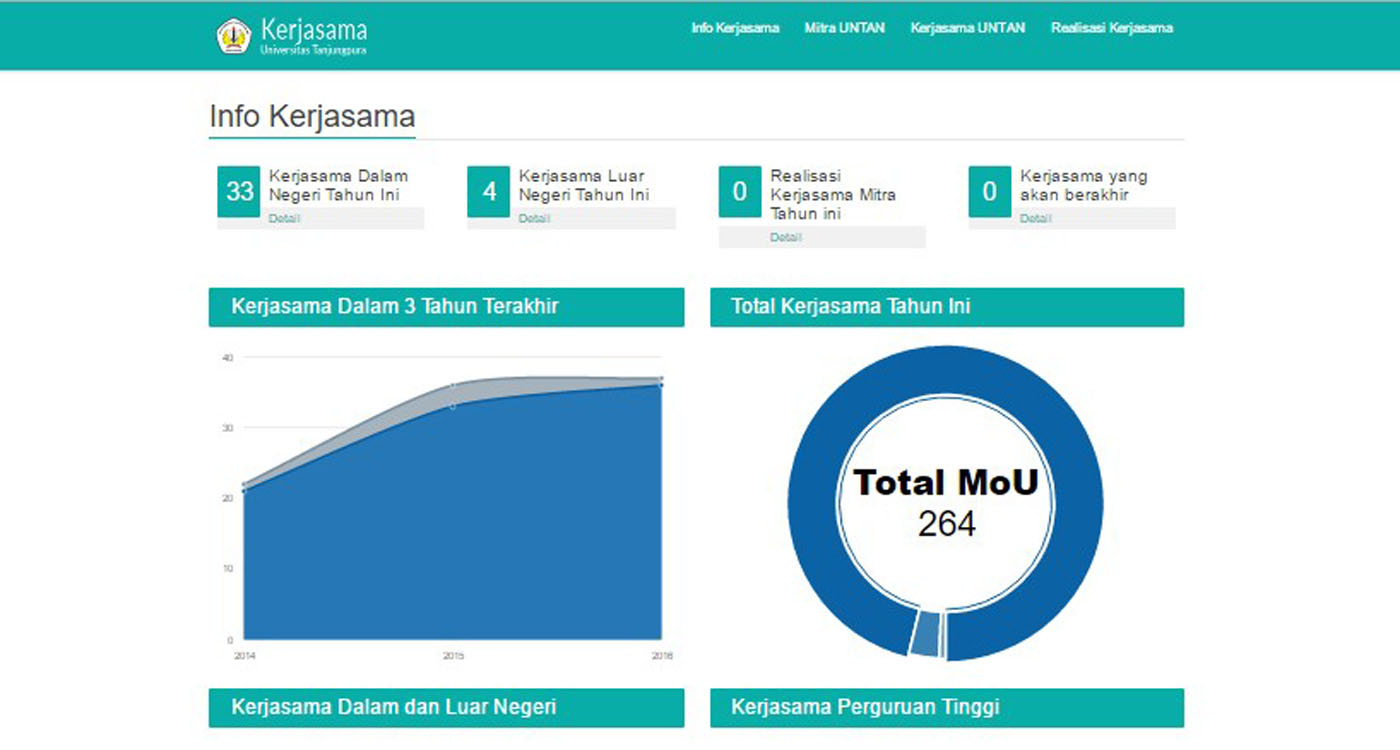 Kerjasama
Universitas Tanjungpura
Info Kerjasama
Mitra UNTAN
Kerjasama UNTAN
Realisasi Kerjasama
Info Kerjasama
33
Kerjasama Dalam
Negeri Tahun Ini
Detail
4
Kerjasama Luar
Negeri Tahun Ini
Detail
0
Realisasi
Kerjasama Mitra
Tahun ini
Detail
0
Kerjasama yang
akan berakhir
Detail
Kerjasama Dalam 3 Tahun Terakhir
40
30
20
10
0
2014
2015
2016
Total Kerjasama Tahun Ini
Total MoU
264
Kerjasama Dalam dan Luar Negeri
Kerjasama Perguruan Tinggi